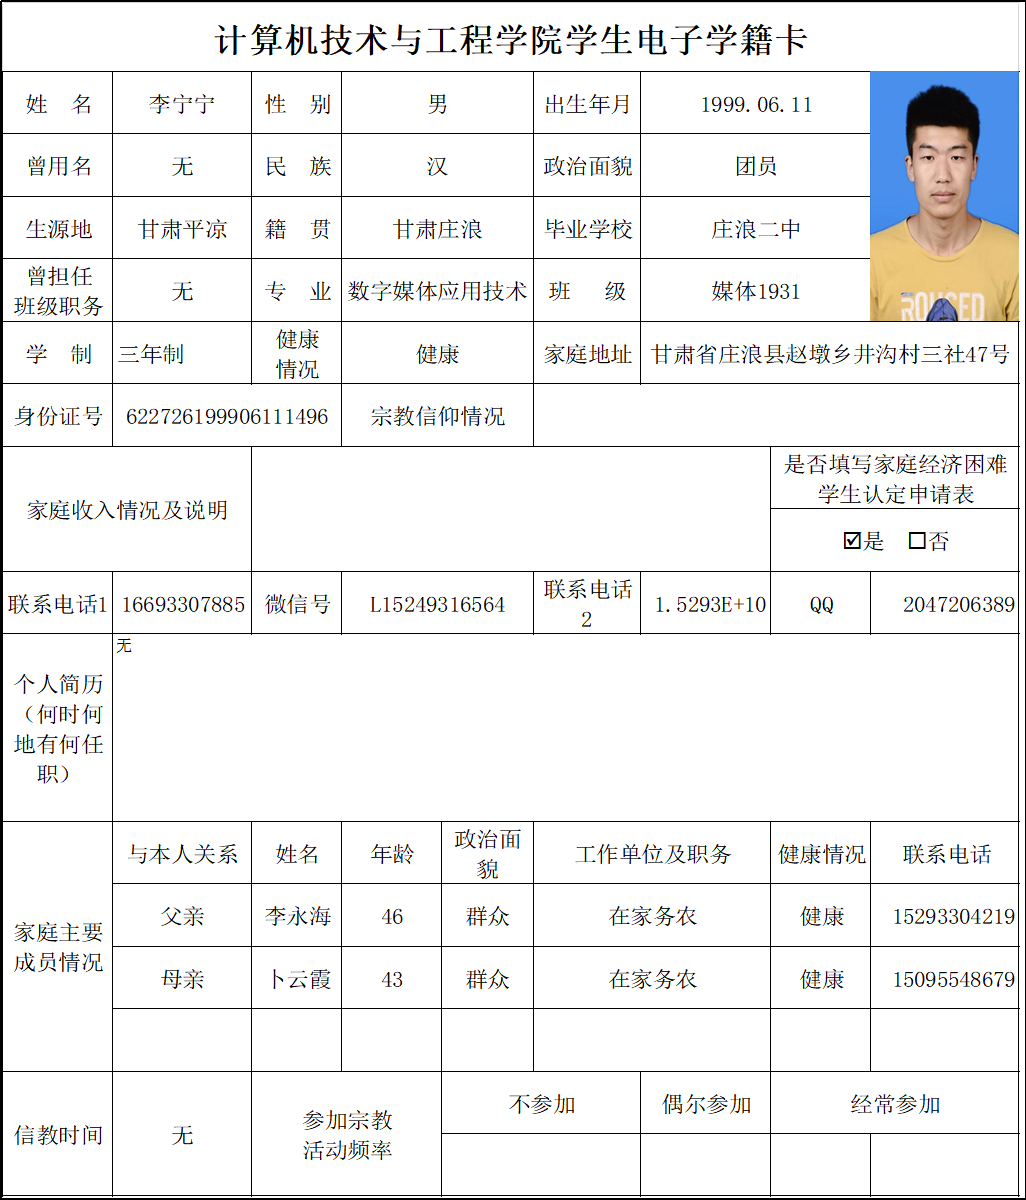 计算机技术与工程学院学生电子学籍卡
姓 名 李宁宁 性 别 男 出生年月 1999.06.11
曾用名 无 民 族 汉 政治面貌 团员
生源地 甘肃平凉 籍 贯 甘肃庄浪 毕业学校 庄浪二中
曾担任
班级职务 无 专 业 数字媒体应用技术 班 级 媒体1931
学 制 三年制 健康
情况 健康 家庭地址 甘肃省庄浪县赵墩乡井沟村三社47号
身份证号 622726199906111496 宗教信仰情况
家庭收入情况及说明
是否填写家庭经济困难
学生认定申请表
☑是 □否
联系电话1 16693307885 微信号 L15249316564 联系电话
2 1.5293E+10 QQ 2047206389
个人简历
（何时何
地有何任
职）
无
家庭主要
成员情况
与本人关系 姓名 年龄 政治面
貌 工作单位及职务 健康情况 联系电话
父亲 李永海 46 群众 在家务农 健康 15293304219
母亲 卜云霞 43 群众 在家务农 健康 15095548679
信教时间 无 参加宗教
活动频率
不参加 偶尔参加 经常参加